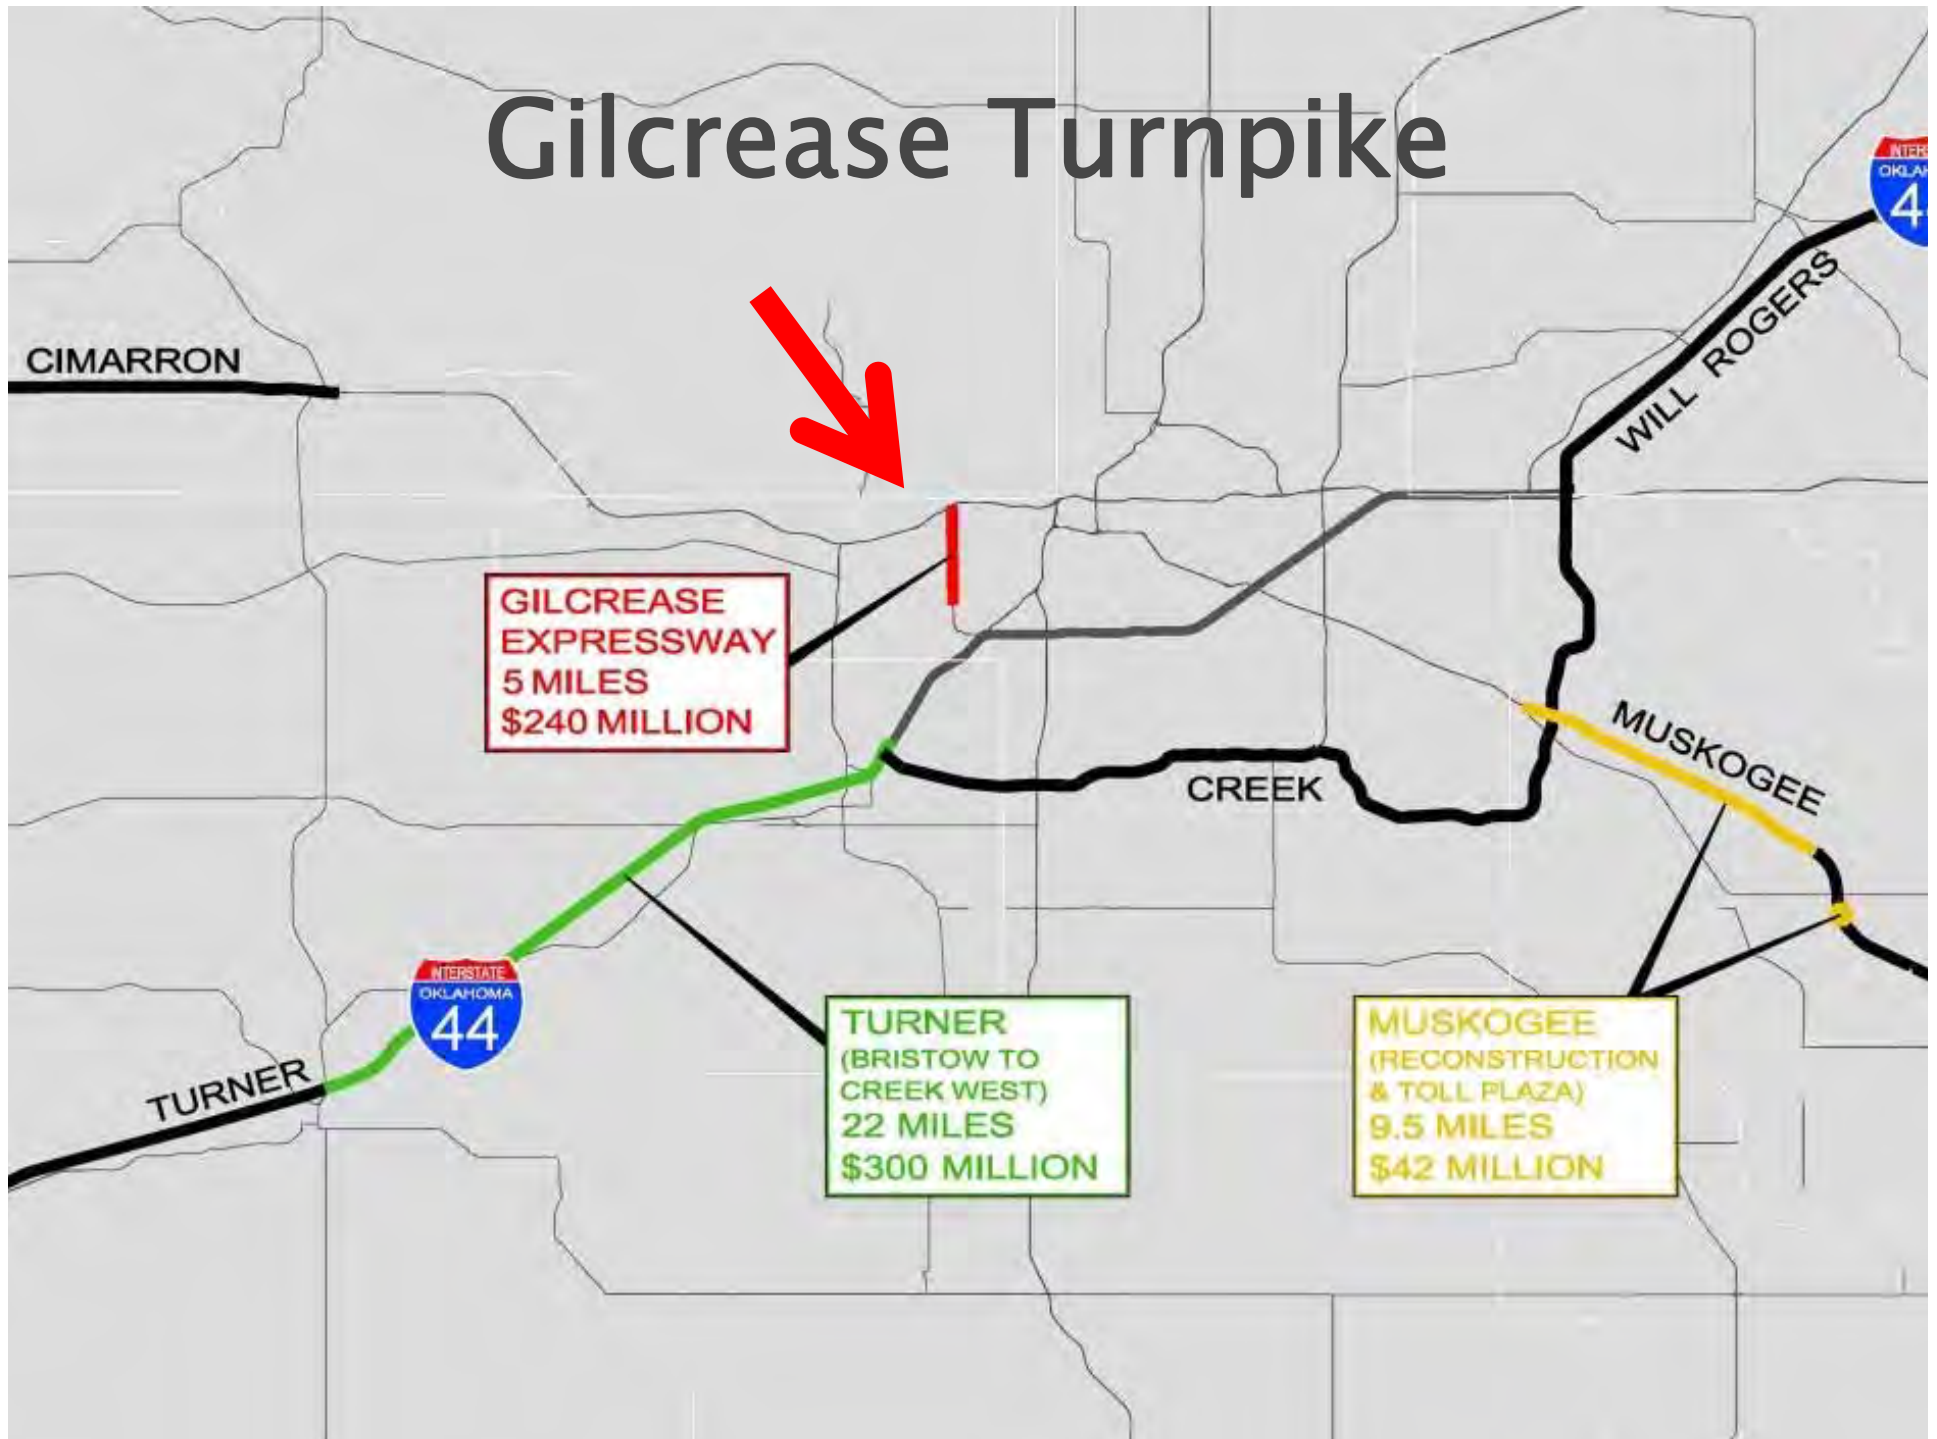 Gilcrease Turnpike
OKLAH
CIMARRON
WILL ROGERS
GILCREASE
EXPRESSWAY
5 MILES
$240 MILLION
MUSKOGEE
CREEK
INTERSTATE
OKLAHOMA
44
TURNER
TURNER
(BRISTOW TO
CREEK WEST)
22 MILES
$300 MILLION
MUSKOGEE
(RECONSTRUCTION
& TOLL PLAZA)
9.5 MILES
$42 MILLION